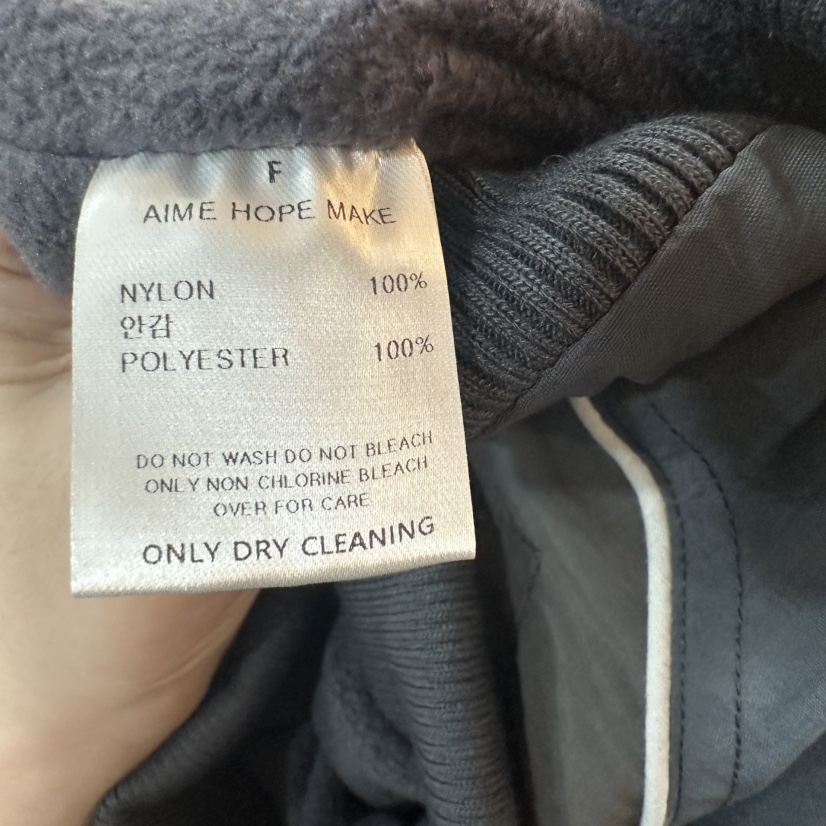 F
AIME HOPE MAKE
NYLON 100%
안감
POLYESTER 100%
DO NOT WASH DO NOT BLEACH
ONLY NON CHLORINE BLEACH
OVER FOR CARE
ONLY DRY CLEANING